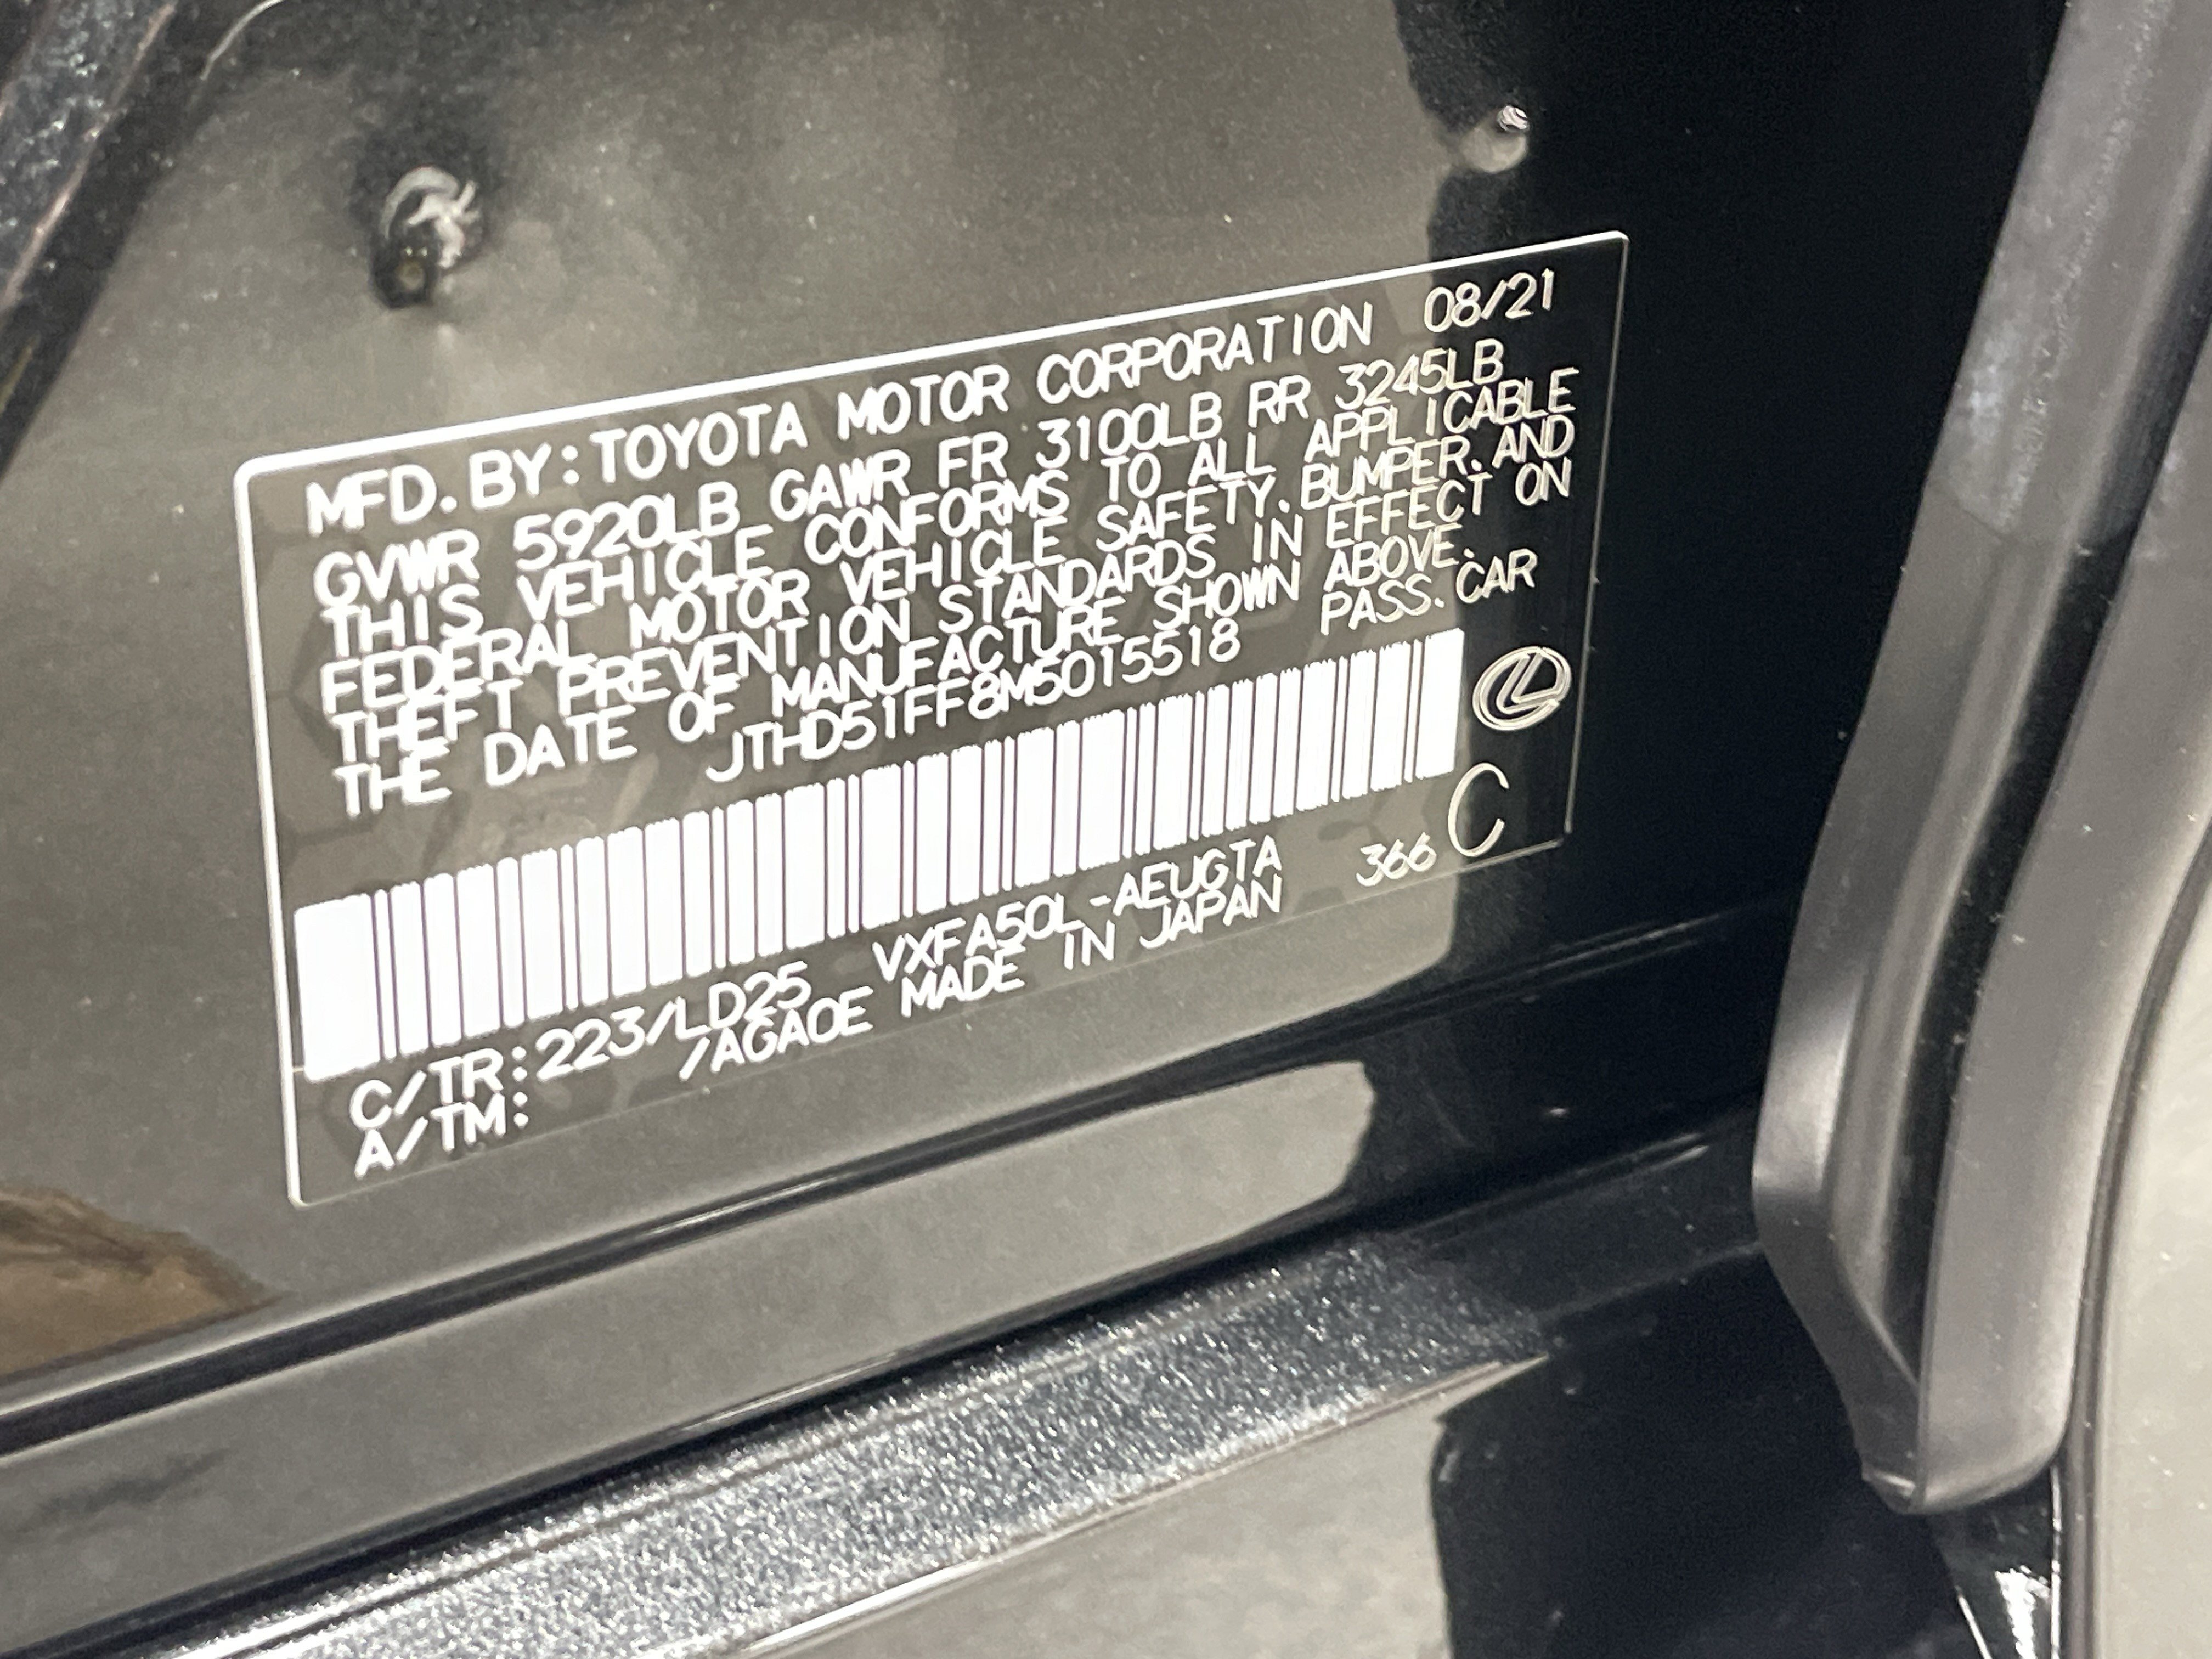 MFD. BY: TOYOTA MOTOR CORPORATION 08/21
GVWR 5920LB GAWR FR 3100LB RR 3245LB
THIS VEHICLE CONFORMS TO ALL APPLICABLE
FEDERAL MOTOR VEHICLE SAFETY, BUMPER, AND
THEFT PREVENTION STANDARDS IN EFFECT ON
THE DATE OF MANUFACTURE SHOWN ABOVE.
JTHD51FF8M5015518 PASS. CAR
C/TR: 223/LD25 VXFA50L-AEUGTA 366 C
A/TM: /AGA0E MADE IN JAPAN